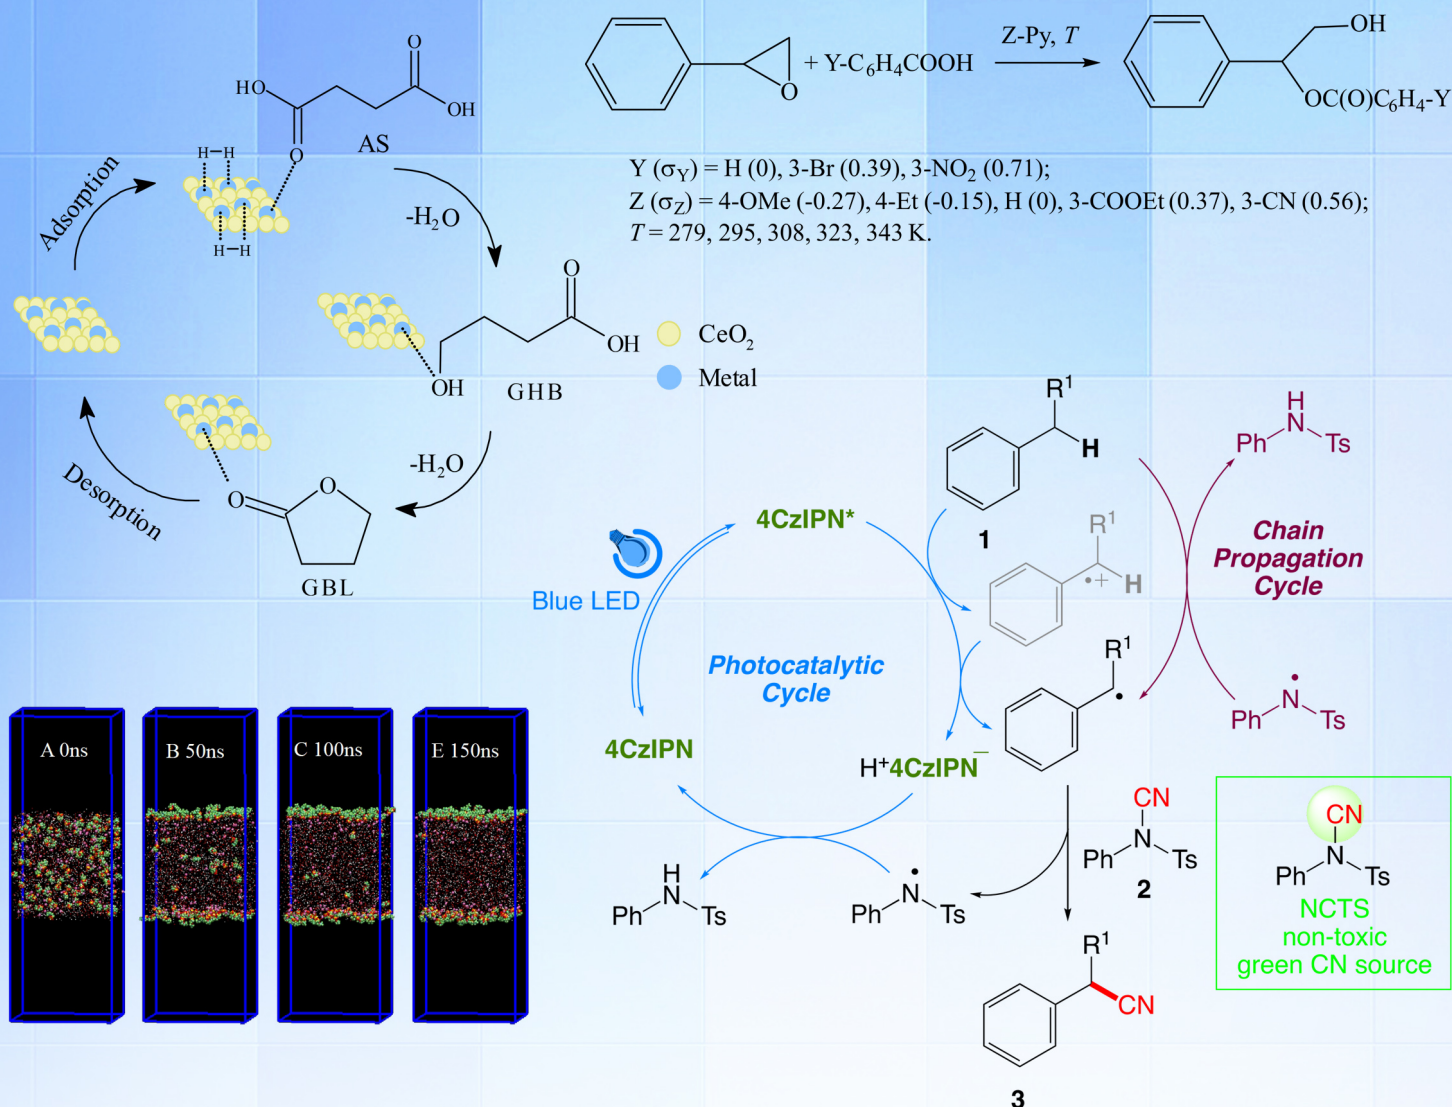 O
HO
OH
O
AS
H–H
H–H
Adsorption
-H₂O
O
OH
OH
GHB
-H₂O
O
O
GBL
Desorption
CeO₂
Metal
O
+ Y-C₆H₄COOH
Z-Py, T
OH
OC(O)C₆H₄-Y
Y (σY) = H (0), 3-Br (0.39), 3-NO₂ (0.71);
Z (σZ) = 4-OMe (-0.27), 4-Et (-0.15), H (0), 3-COOEt (0.37), 3-CN (0.56);
T = 279, 295, 308, 323, 343 K.
A 0ns
B 50ns
C 100ns
E 150ns
Blue LED
4CzIPN*
Photocatalytic
Cycle
4CzIPN
H⁺4CzIPN⁻
R¹
H
1
R¹
•+
H
R¹
•
H
Ph N Ts
Chain
Propagation
Cycle
•
Ph N Ts
H
Ph N Ts
•
Ph N Ts
CN
Ph N Ts
2
R¹
CN
3
CN
N
Ph Ts
NCTS
non-toxic
green CN source